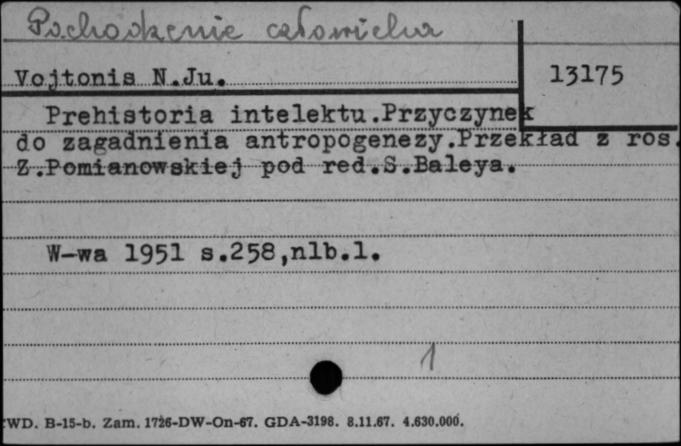 Pochodzenie człowieka
Vojtonis N.Ju. 13175
Prehistoria intelektu.Przyczynek
do zagadnienia antropogenezy.Przekład z ros.
Z.Pomianowskiej pod red.S.Baleya.
W-wa 1951 s.258,nlb.l.
1
WD. B-15-b. Zam. 1726-DW-On-67. GDA-3198. 8.11.67. 4.630.000.